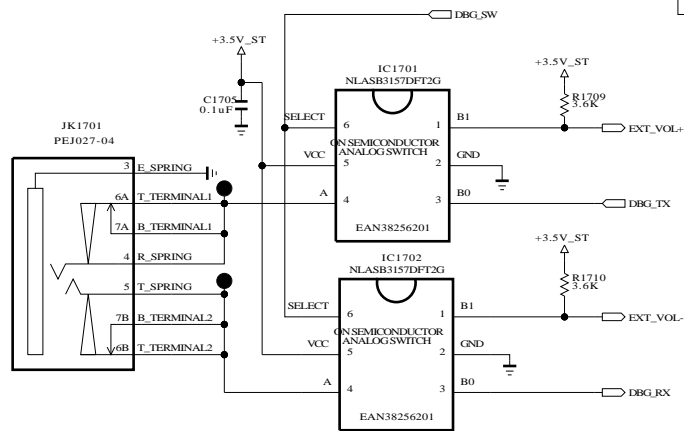 DBG_SW
+3.5V_ST
C1705
0.1uF
JK1701
PEJ027-04
3 E_SPRING
6A T_TERMINAL1
7A B_TERMINAL1
4 R_SPRING
5 T_SPRING
7B B_TERMINAL2
6B T_TERMINAL2
IC1701
NLASB3157DFT2G
SELECT 6 1 B1
ON SEMICONDUCTOR
ANALOG SWITCH
VCC 5 2 GND
A 4 3 B0
EAN38256201
+3.5V_ST
R1709
3.6K
EXT_VOL+
DBG_TX
IC1702
NLASB3157DFT2G
SELECT 6 1 B1
ON SEMICONDUCTOR
ANALOG SWITCH
VCC 5 2 GND
A 4 3 B0
EAN38256201
+3.5V_ST
R1710
3.6K
EXT_VOL-
DBG_RX